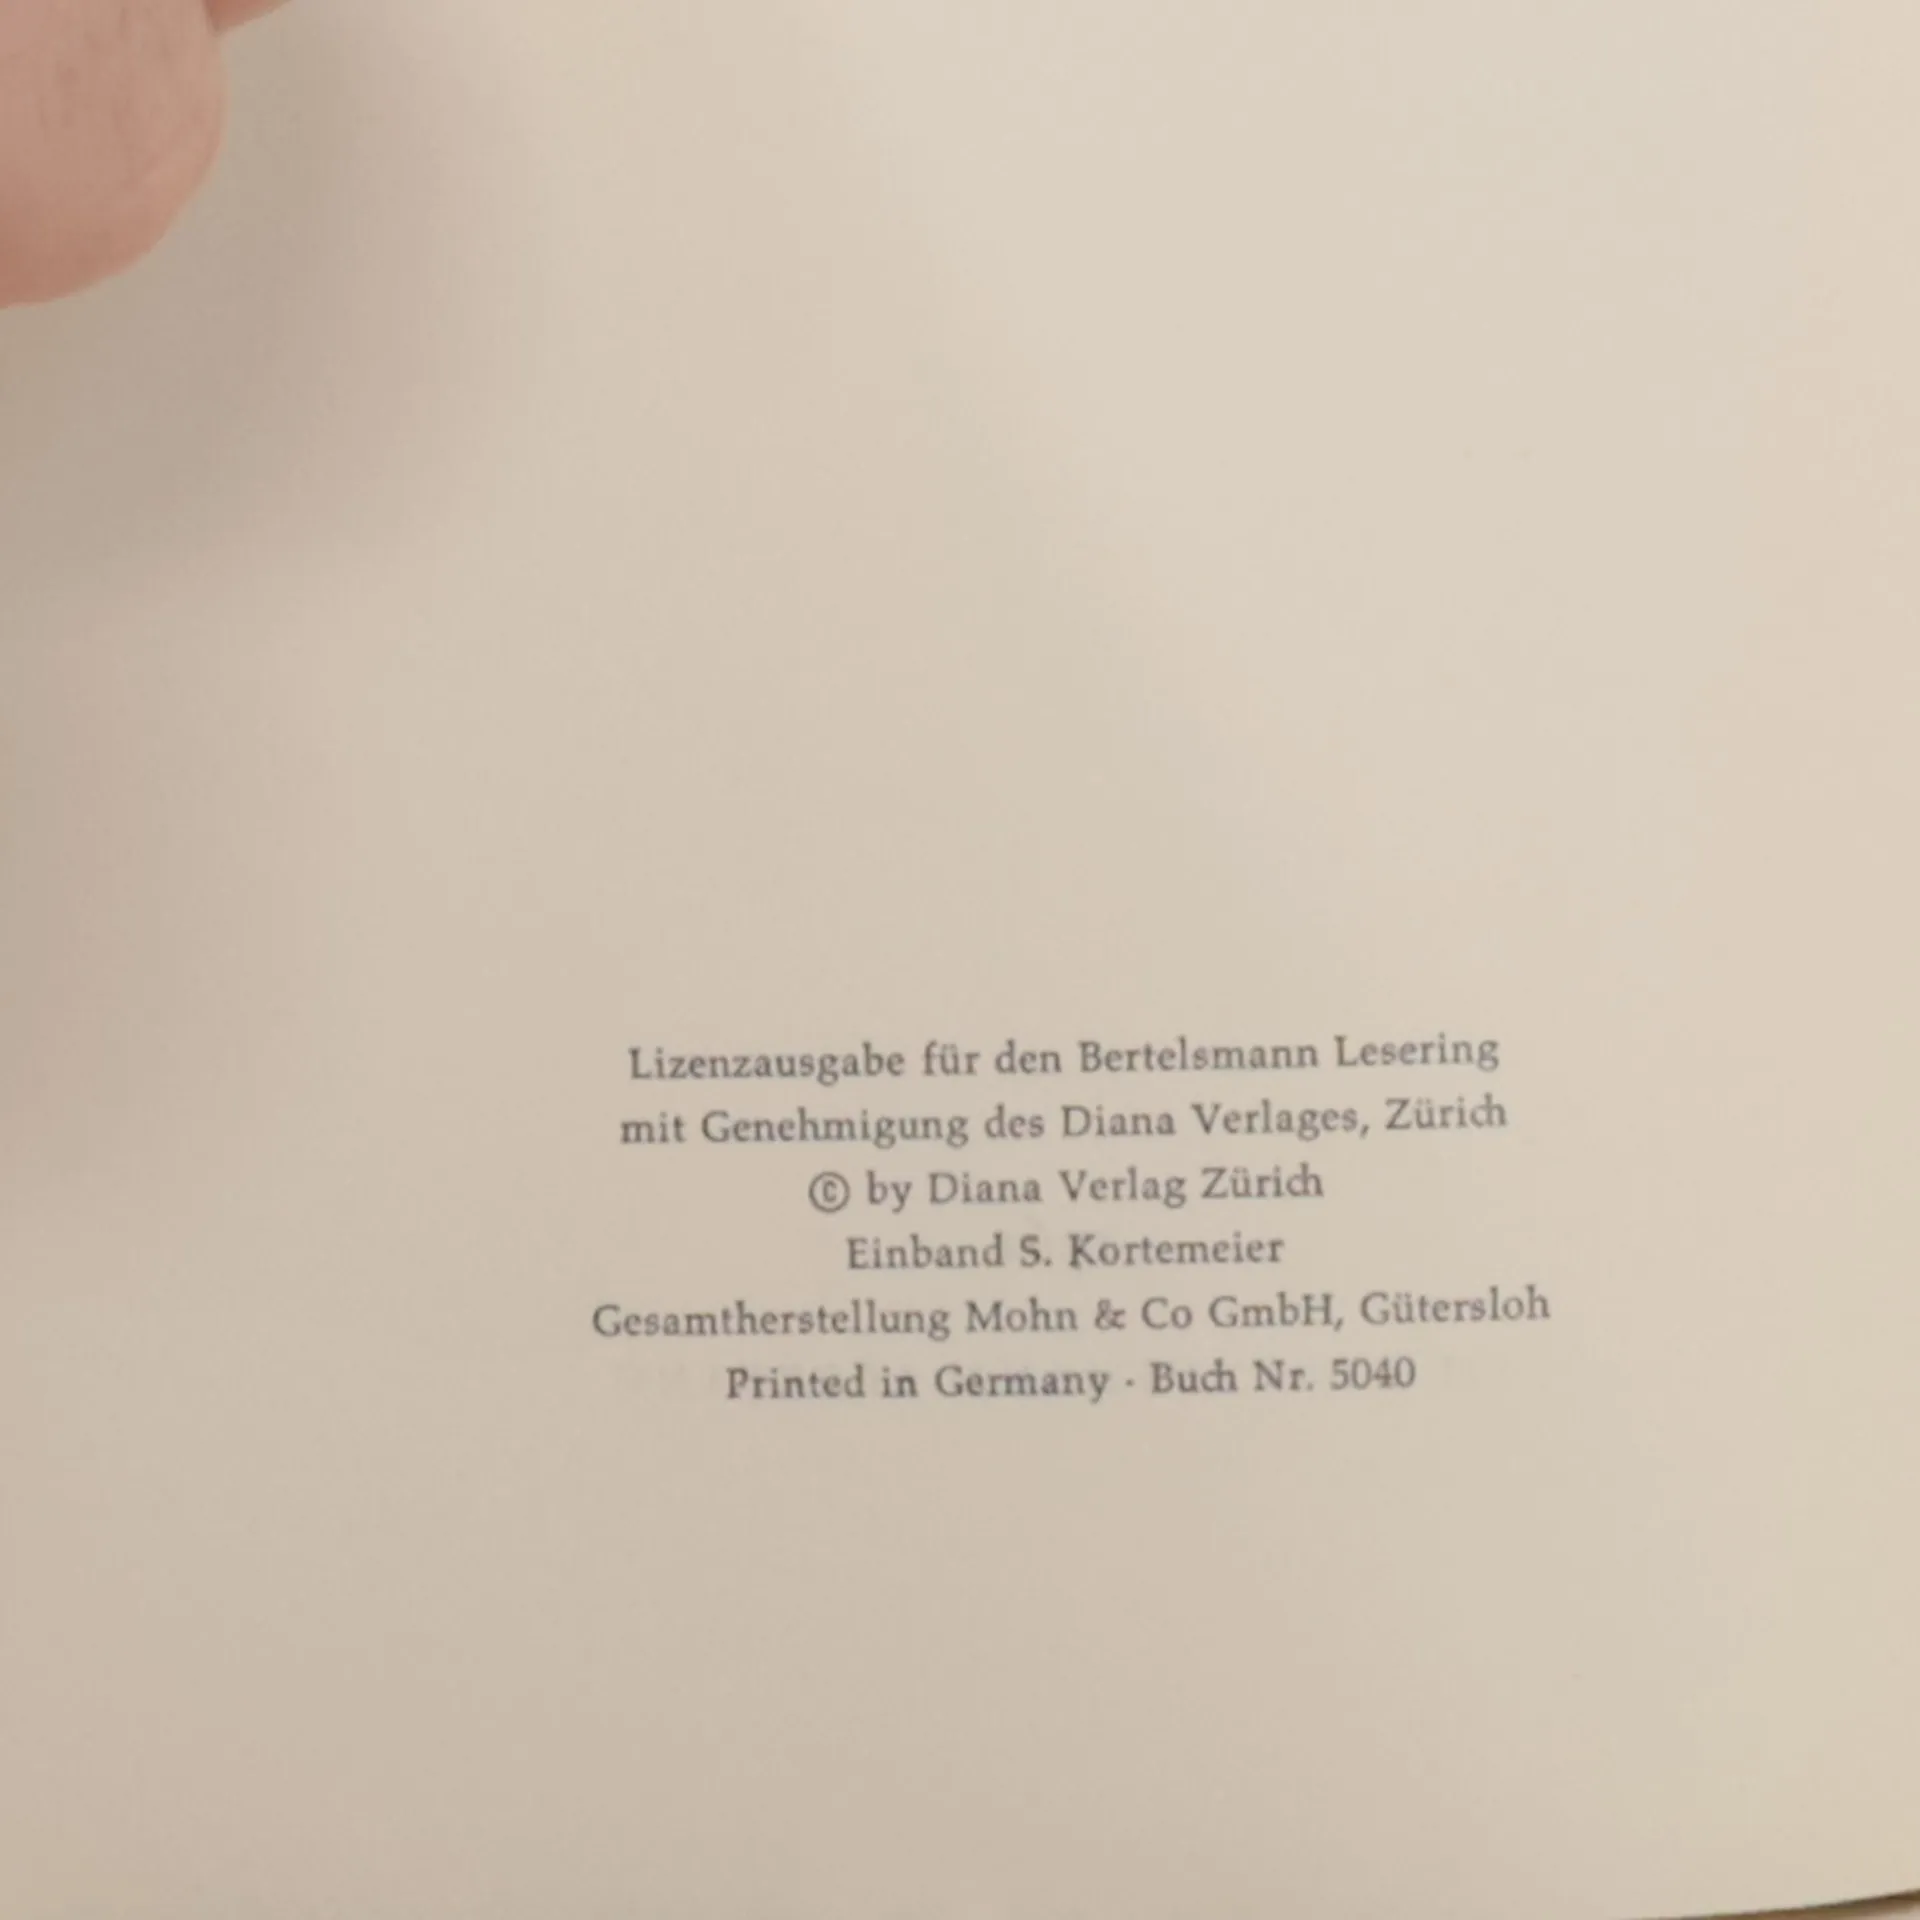 Lizenzausgabe für den Bertelsmann Lesering
mit Genehmigung des Diana Verlages, Zürich
© by Diana Verlag Zürich
Einband S. Kortemeier
Gesamtherstellung Mohn & Co GmbH, Gütersloh
Printed in Germany · Buch Nr. 5040